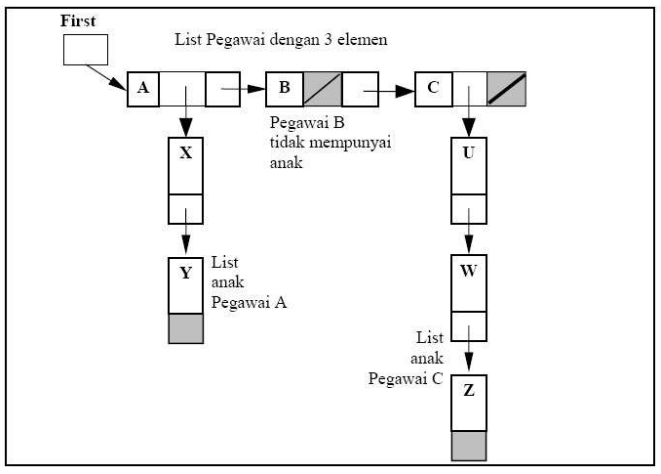 First
List Pegawai dengan 3 elemen
A
B
C
Pegawai B
tidak mempunyai
anak
X
U
Y
List
anak
Pegawai A
W
List
anak
Pegawai C
Z